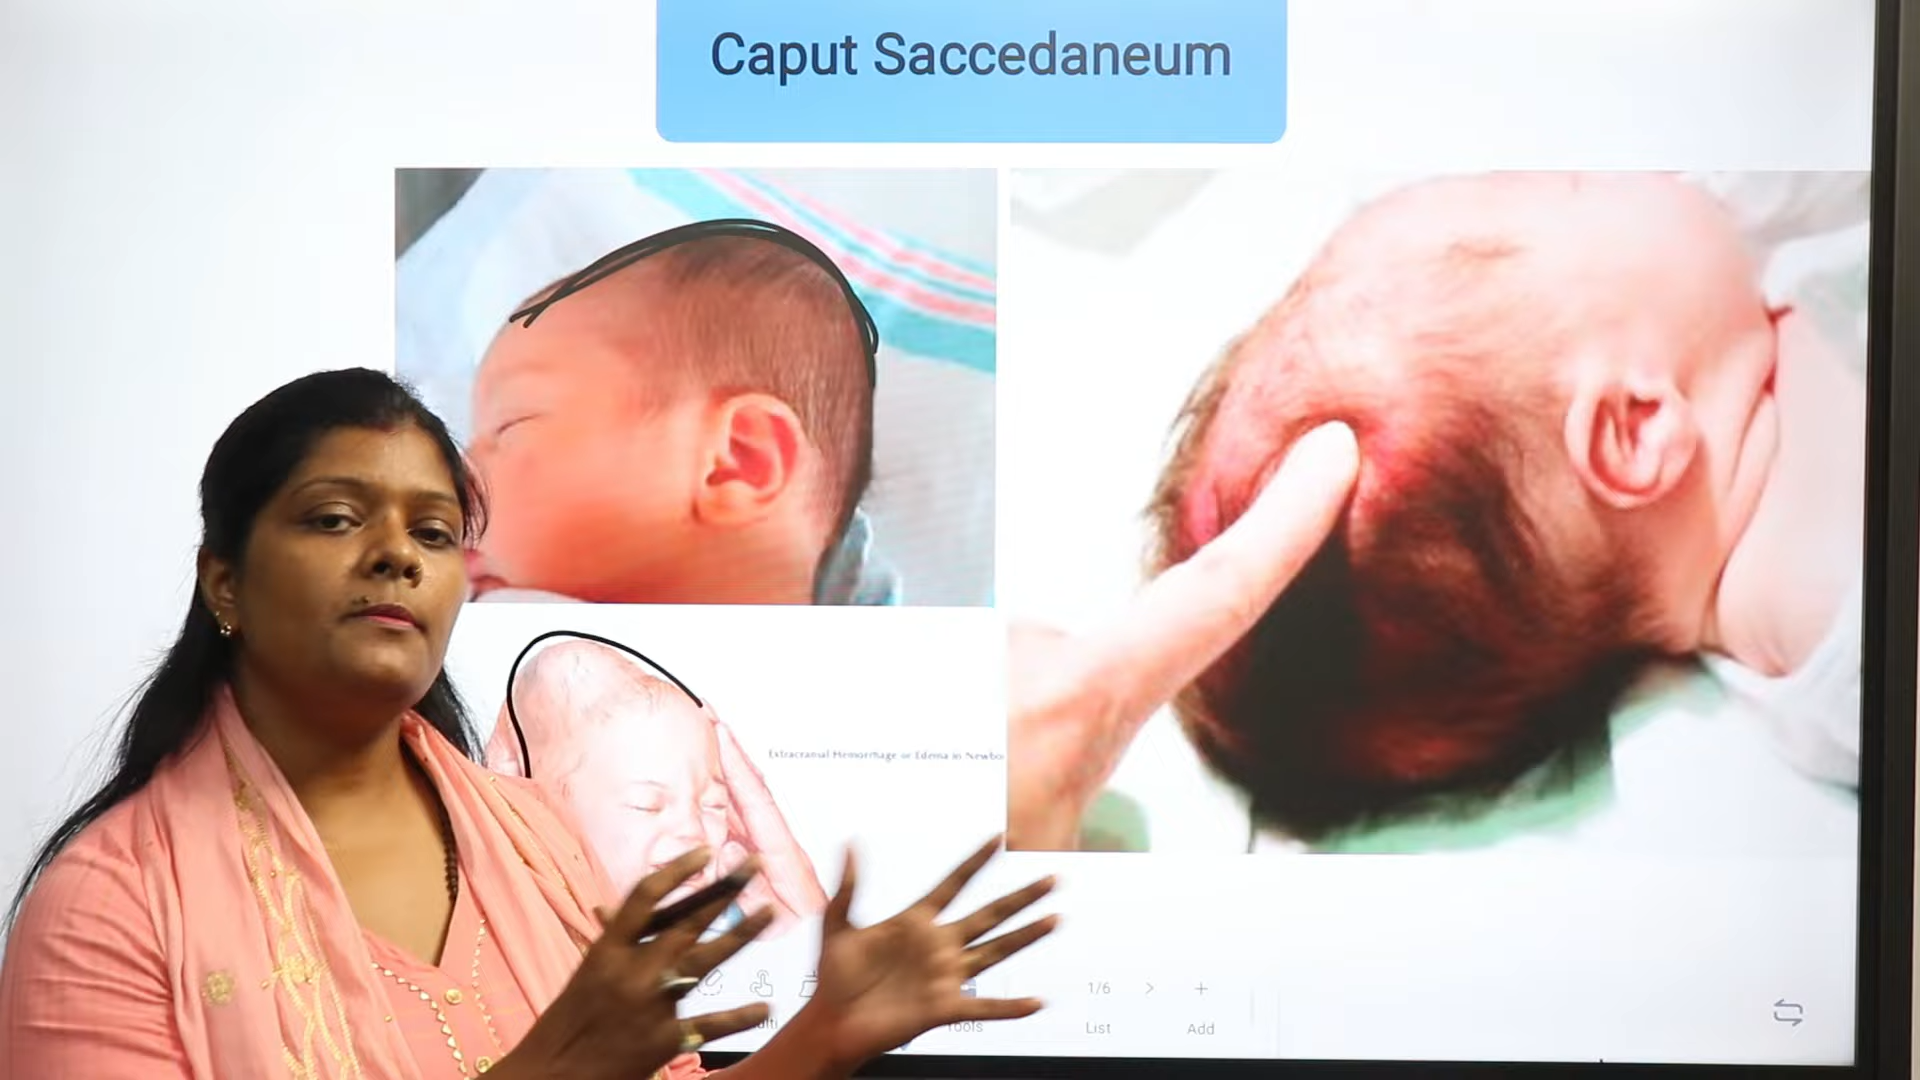 Caput Saccedaneum
Extracranial Hemorrhage or Edema in Newbo
1/6
Tools
List
Add